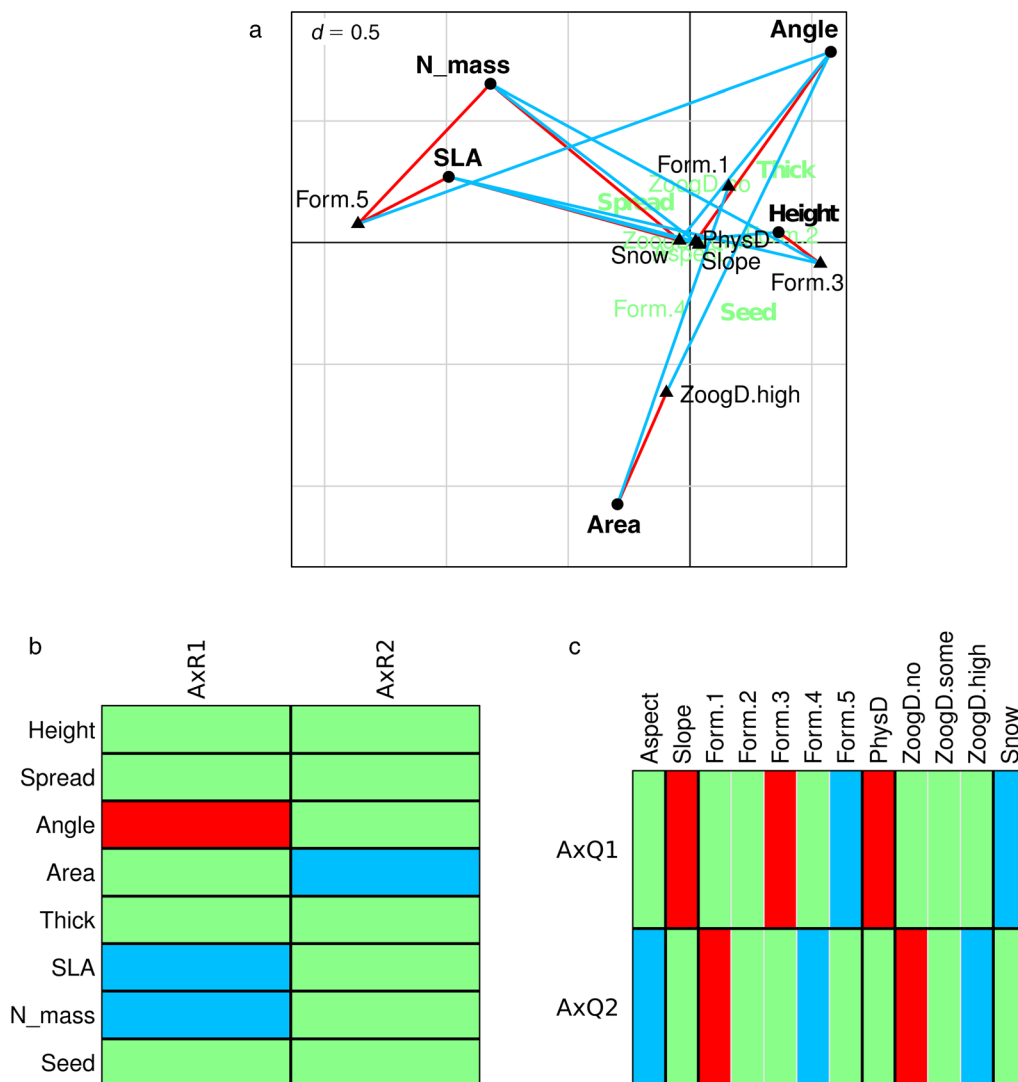 a
d = 0.5
Angle
N_mass
SLA
Form.1
Thick
ZoogD.no
Form.5
Spread
Height
PhysD
Snow
Slope
Form.3
Form.4
Seed
ZoogD.high
Area
b
AxR1
AxR2
Height
Spread
Angle
Area
Thick
SLA
N_mass
Seed
c
Aspect
Slope
Form.1
Form.2
Form.3
Form.4
Form.5
PhysD
ZoogD.no
ZoogD.some
ZoogD.high
Snow
AxQ1
AxQ2